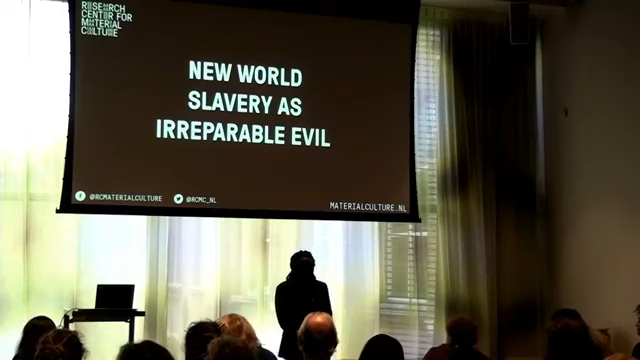 RESEARCH
CENTER FOR
MATERIAL
CULTURE
NEW WORLD
SLAVERY AS
IRREPARABLE EVIL
@RCMATERIALCULTURE
@RCMC_NL
MATERIALCULTURE.NL